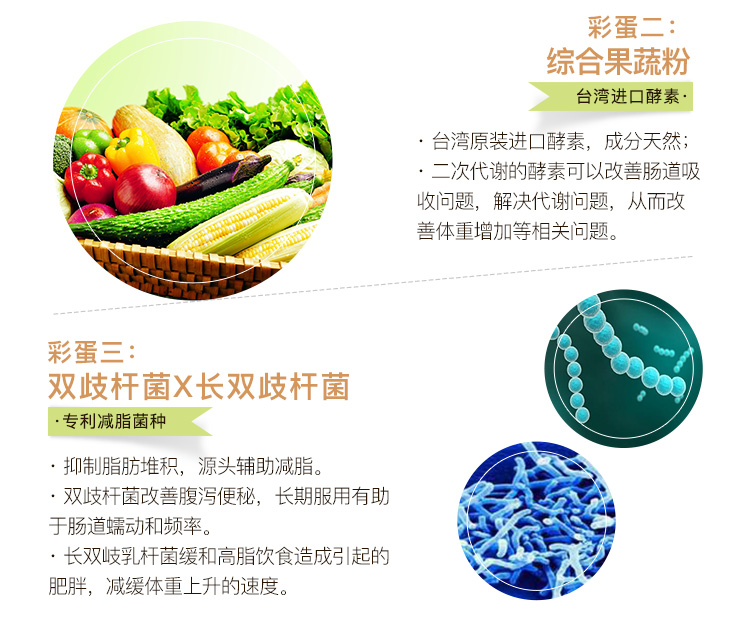 彩蛋二：
综合果蔬粉
台湾进口酵素·
·台湾原装进口酵素，成分天然；
·二次代谢的酵素可以改善肠道吸
收问题，解决代谢问题，从而改
善体重增加等相关问题。
彩蛋三：
双歧杆菌X长双歧杆菌
·专利减脂菌种
·抑制脂肪堆积，源头辅助减脂。
·双歧杆菌改善腹泻便秘，长期服用有助
于肠道蠕动和频率。
·长双岐乳杆菌缓和高脂饮食造成引起的
肥胖，减缓体重上升的速度。